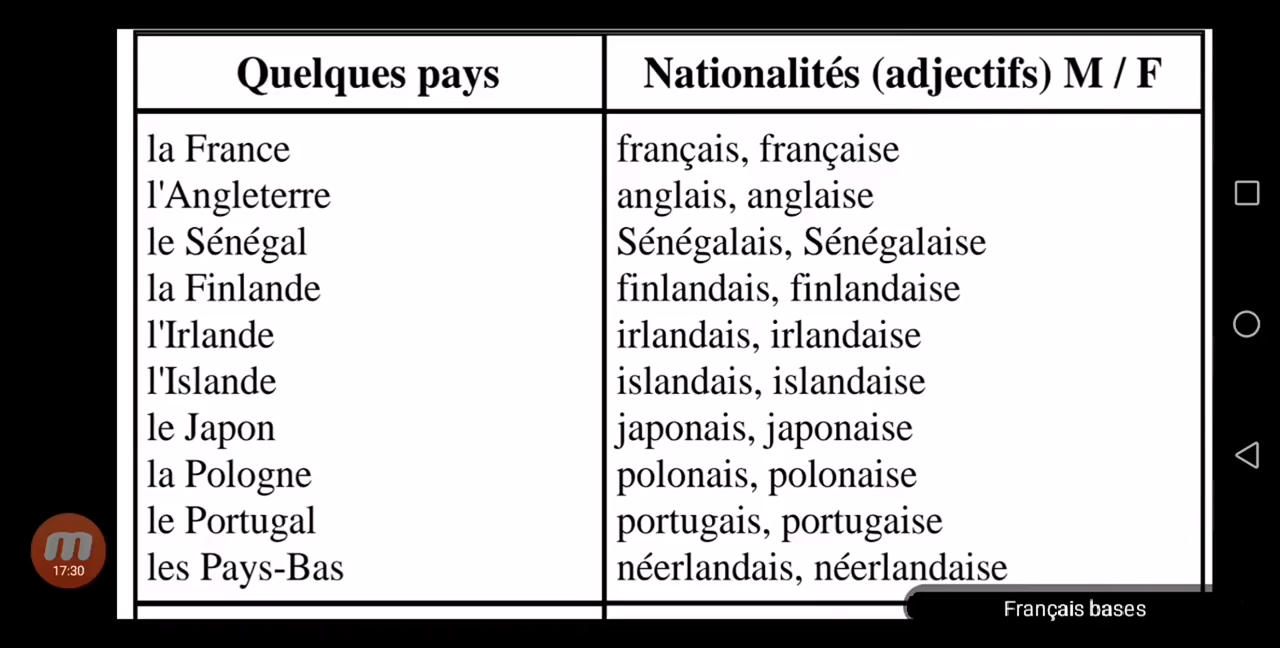 Quelques pays
Nationalités (adjectifs) M / F
la France
français, française
l'Angleterre
anglais, anglaise
le Sénégal
Sénégalais, Sénégalaise
la Finlande
finlandais, finlandaise
l'Irlande
irlandais, irlandaise
l'Islande
islandais, islandaise
le Japon
japonais, japonaise
la Pologne
polonais, polonaise
le Portugal
portugais, portugaise
les Pays-Bas
néerlandais, néerlandaise
m
17:30
Français bases